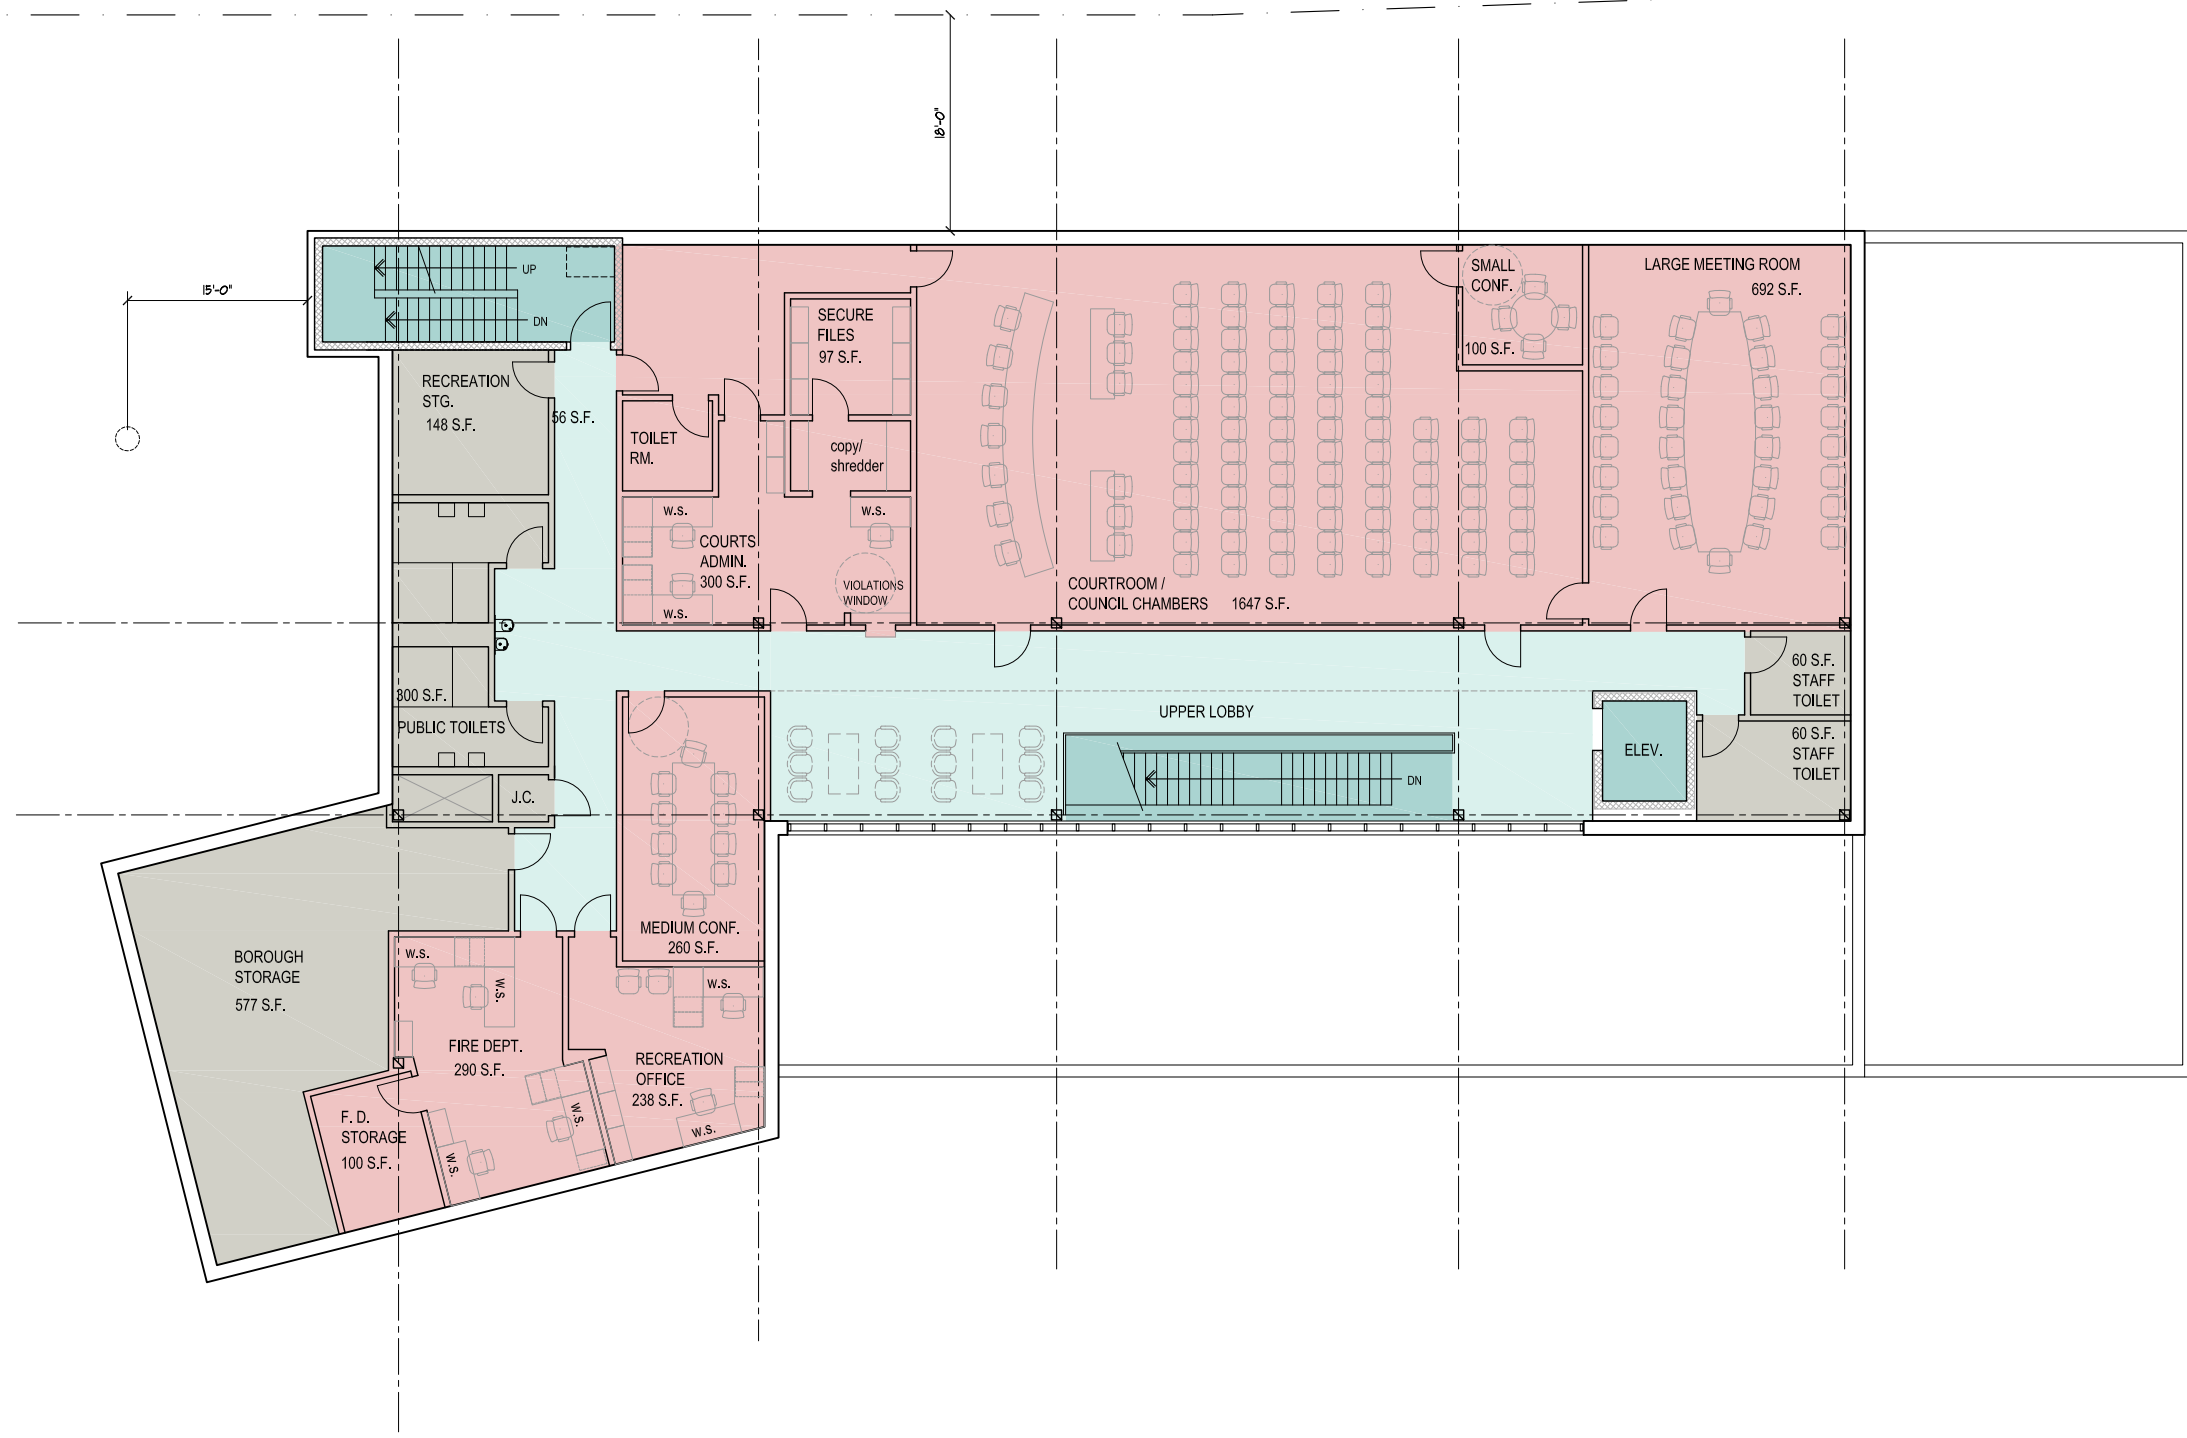 18'-0"
15'-0"
UP
DN
RECREATION
STG.
148 S.F.
56 S.F.
TOILET
RM.
SECURE
FILES
97 S.F.
copy/
shredder
W.S.
W.S.
COURTS
ADMIN.
300 S.F.
W.S.
VIOLATIONS
WINDOW
COURTROOM /
COUNCIL CHAMBERS 1647 S.F.
SMALL
CONF.
100 S.F.
LARGE MEETING ROOM
692 S.F.
300 S.F.
PUBLIC TOILETS
J.C.
UPPER LOBBY
DN
ELEV.
60 S.F.
STAFF
TOILET
60 S.F.
STAFF
TOILET
MEDIUM CONF.
260 S.F.
BOROUGH
STORAGE
577 S.F.
W.S.
W.S.
FIRE DEPT.
290 S.F.
W.S.
RECREATION
OFFICE
238 S.F.
W.S.
W.S.
W.S.
F. D.
STORAGE
100 S.F.